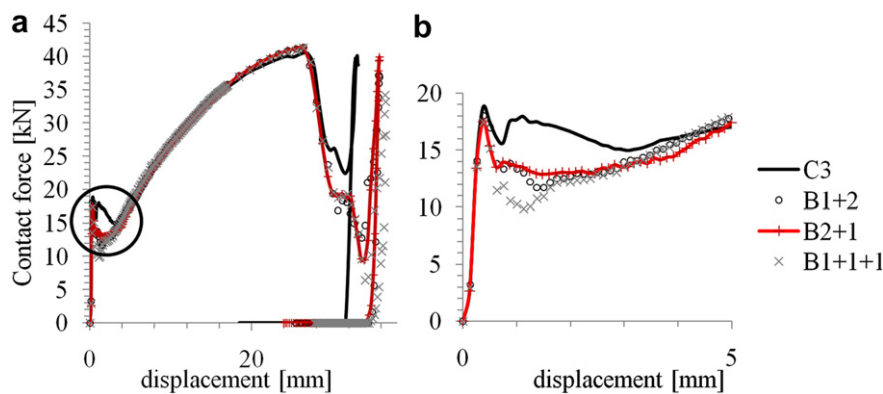 a
45
40
35
30
25
20
15
10
5
0
0
20
Contact force [kN]
displacement [mm]
b
20
15
10
5
0
0
5
displacement [mm]
C3
B1+2
B2+1
B1+1+1